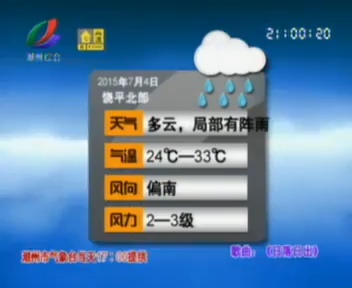 潮州综合
21:00:20
2015年7月4日
饶平北部
天气 多云，局部有阵雨
气温 24℃—33℃
风向 偏南
风力 2—3级
潮州市气象台当天17:00提供
歌曲：《日落日出》